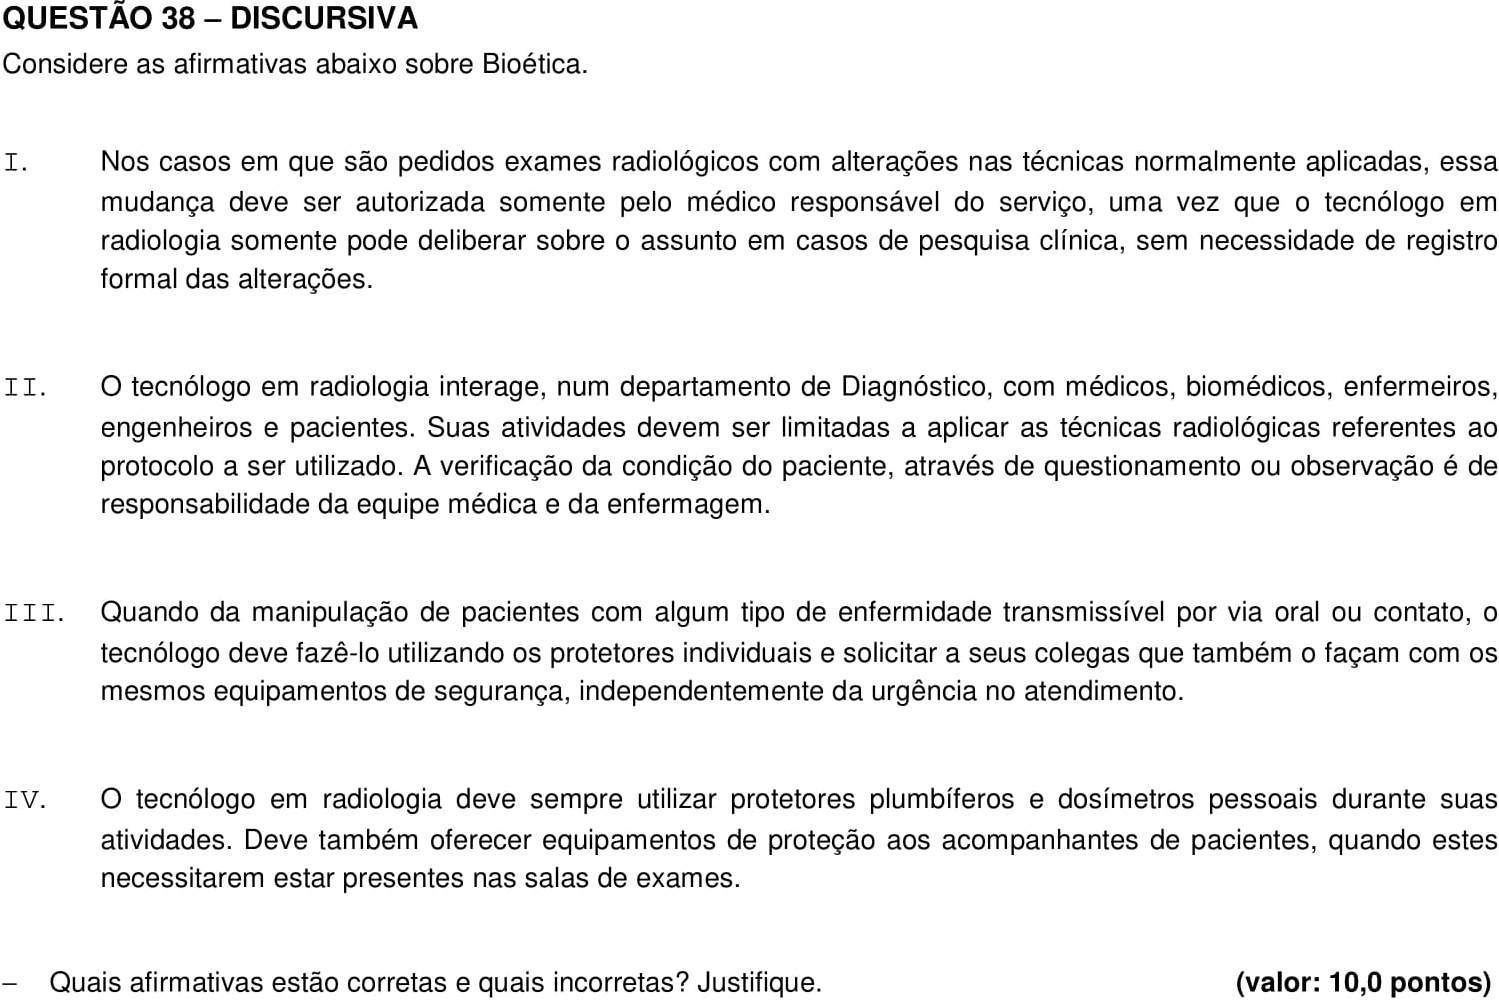 QUESTÃO 38 – DISCURSIVA
Considere as afirmativas abaixo sobre Bioética.
I. Nos casos em que são pedidos exames radiológicos com alterações nas técnicas normalmente aplicadas, essa
mudança deve ser autorizada somente pelo médico responsável do serviço, uma vez que o tecnólogo em
radiologia somente pode deliberar sobre o assunto em casos de pesquisa clínica, sem necessidade de registro
formal das alterações.
II. O tecnólogo em radiologia interage, num departamento de Diagnóstico, com médicos, biomédicos, enfermeiros,
engenheiros e pacientes. Suas atividades devem ser limitadas a aplicar as técnicas radiológicas referentes ao
protocolo a ser utilizado. A verificação da condição do paciente, através de questionamento ou observação é de
responsabilidade da equipe médica e da enfermagem.
III. Quando da manipulação de pacientes com algum tipo de enfermidade transmissível por via oral ou contato, o
tecnólogo deve fazê-lo utilizando os protetores individuais e solicitar a seus colegas que também o façam com os
mesmos equipamentos de segurança, independentemente da urgência no atendimento.
IV. O tecnólogo em radiologia deve sempre utilizar protetores plumbíferos e dosímetros pessoais durante suas
atividades. Deve também oferecer equipamentos de proteção aos acompanhantes de pacientes, quando estes
necessitarem estar presentes nas salas de exames.
– Quais afirmativas estão corretas e quais incorretas? Justifique. (valor: 10,0 pontos)